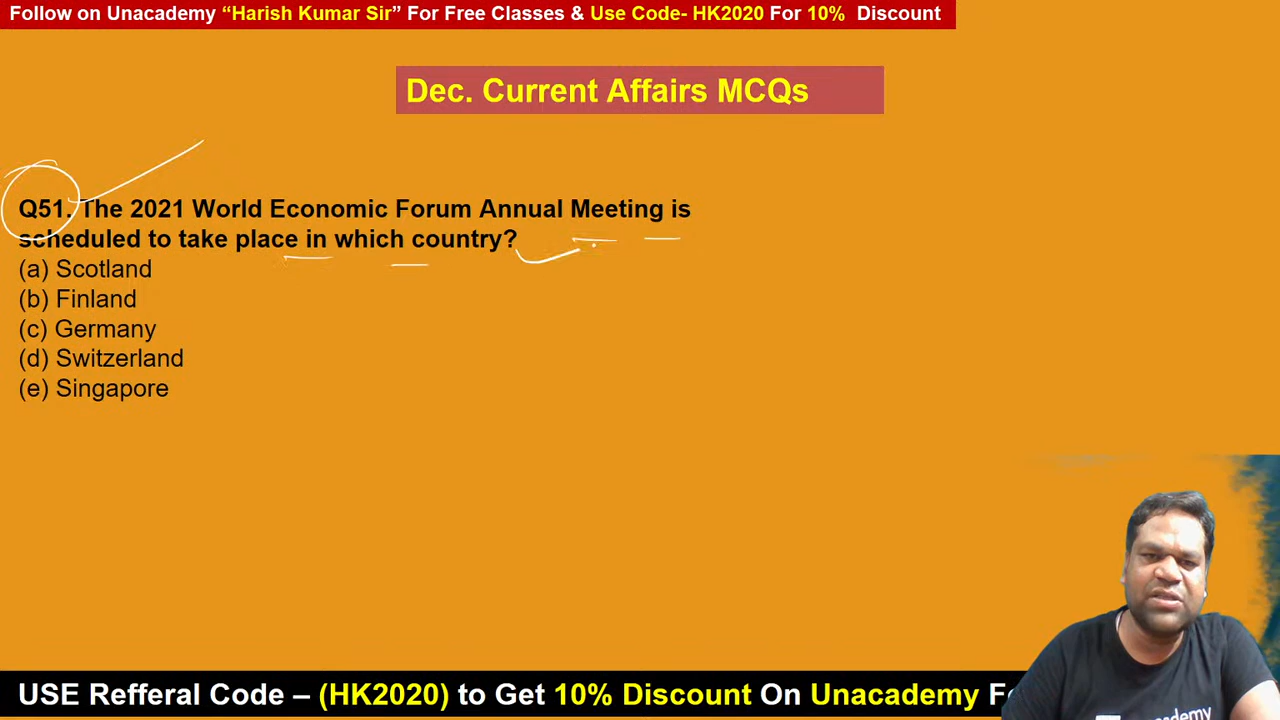 Follow on Unacademy “Harish Kumar Sir” For Free Classes & Use Code- HK2020 For 10% Discount
Dec. Current Affairs MCQs
Q51. The 2021 World Economic Forum Annual Meeting is
scheduled to take place in which country?
(a) Scotland
(b) Finland
(c) Germany
(d) Switzerland
(e) Singapore
USE Refferal Code – (HK2020) to Get 10% Discount On Unacademy